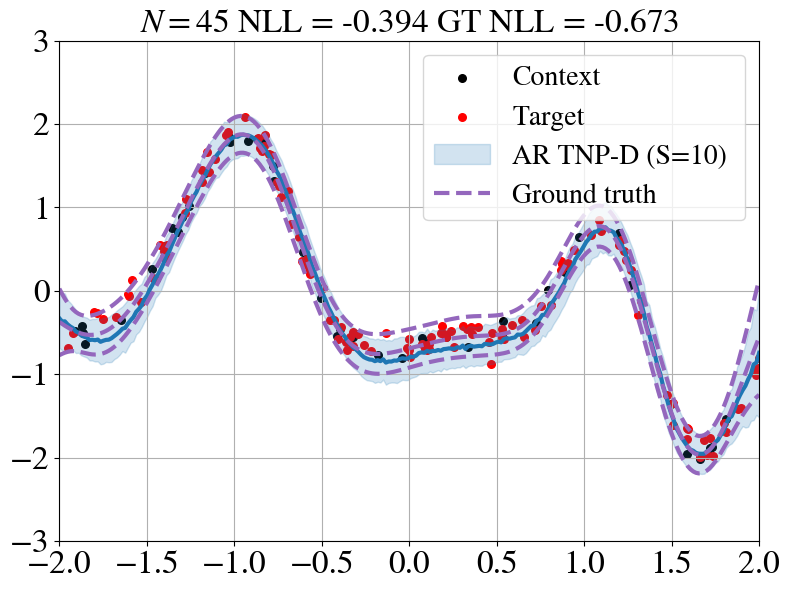 N = 45 NLL = -0.394 GT NLL = -0.673
Context
Target
AR TNP-D (S=10)
Ground truth
3
2
1
0
−1
−2
−3
−2.0 −1.5 −1.0 −0.5 0.0 0.5 1.0 1.5 2.0